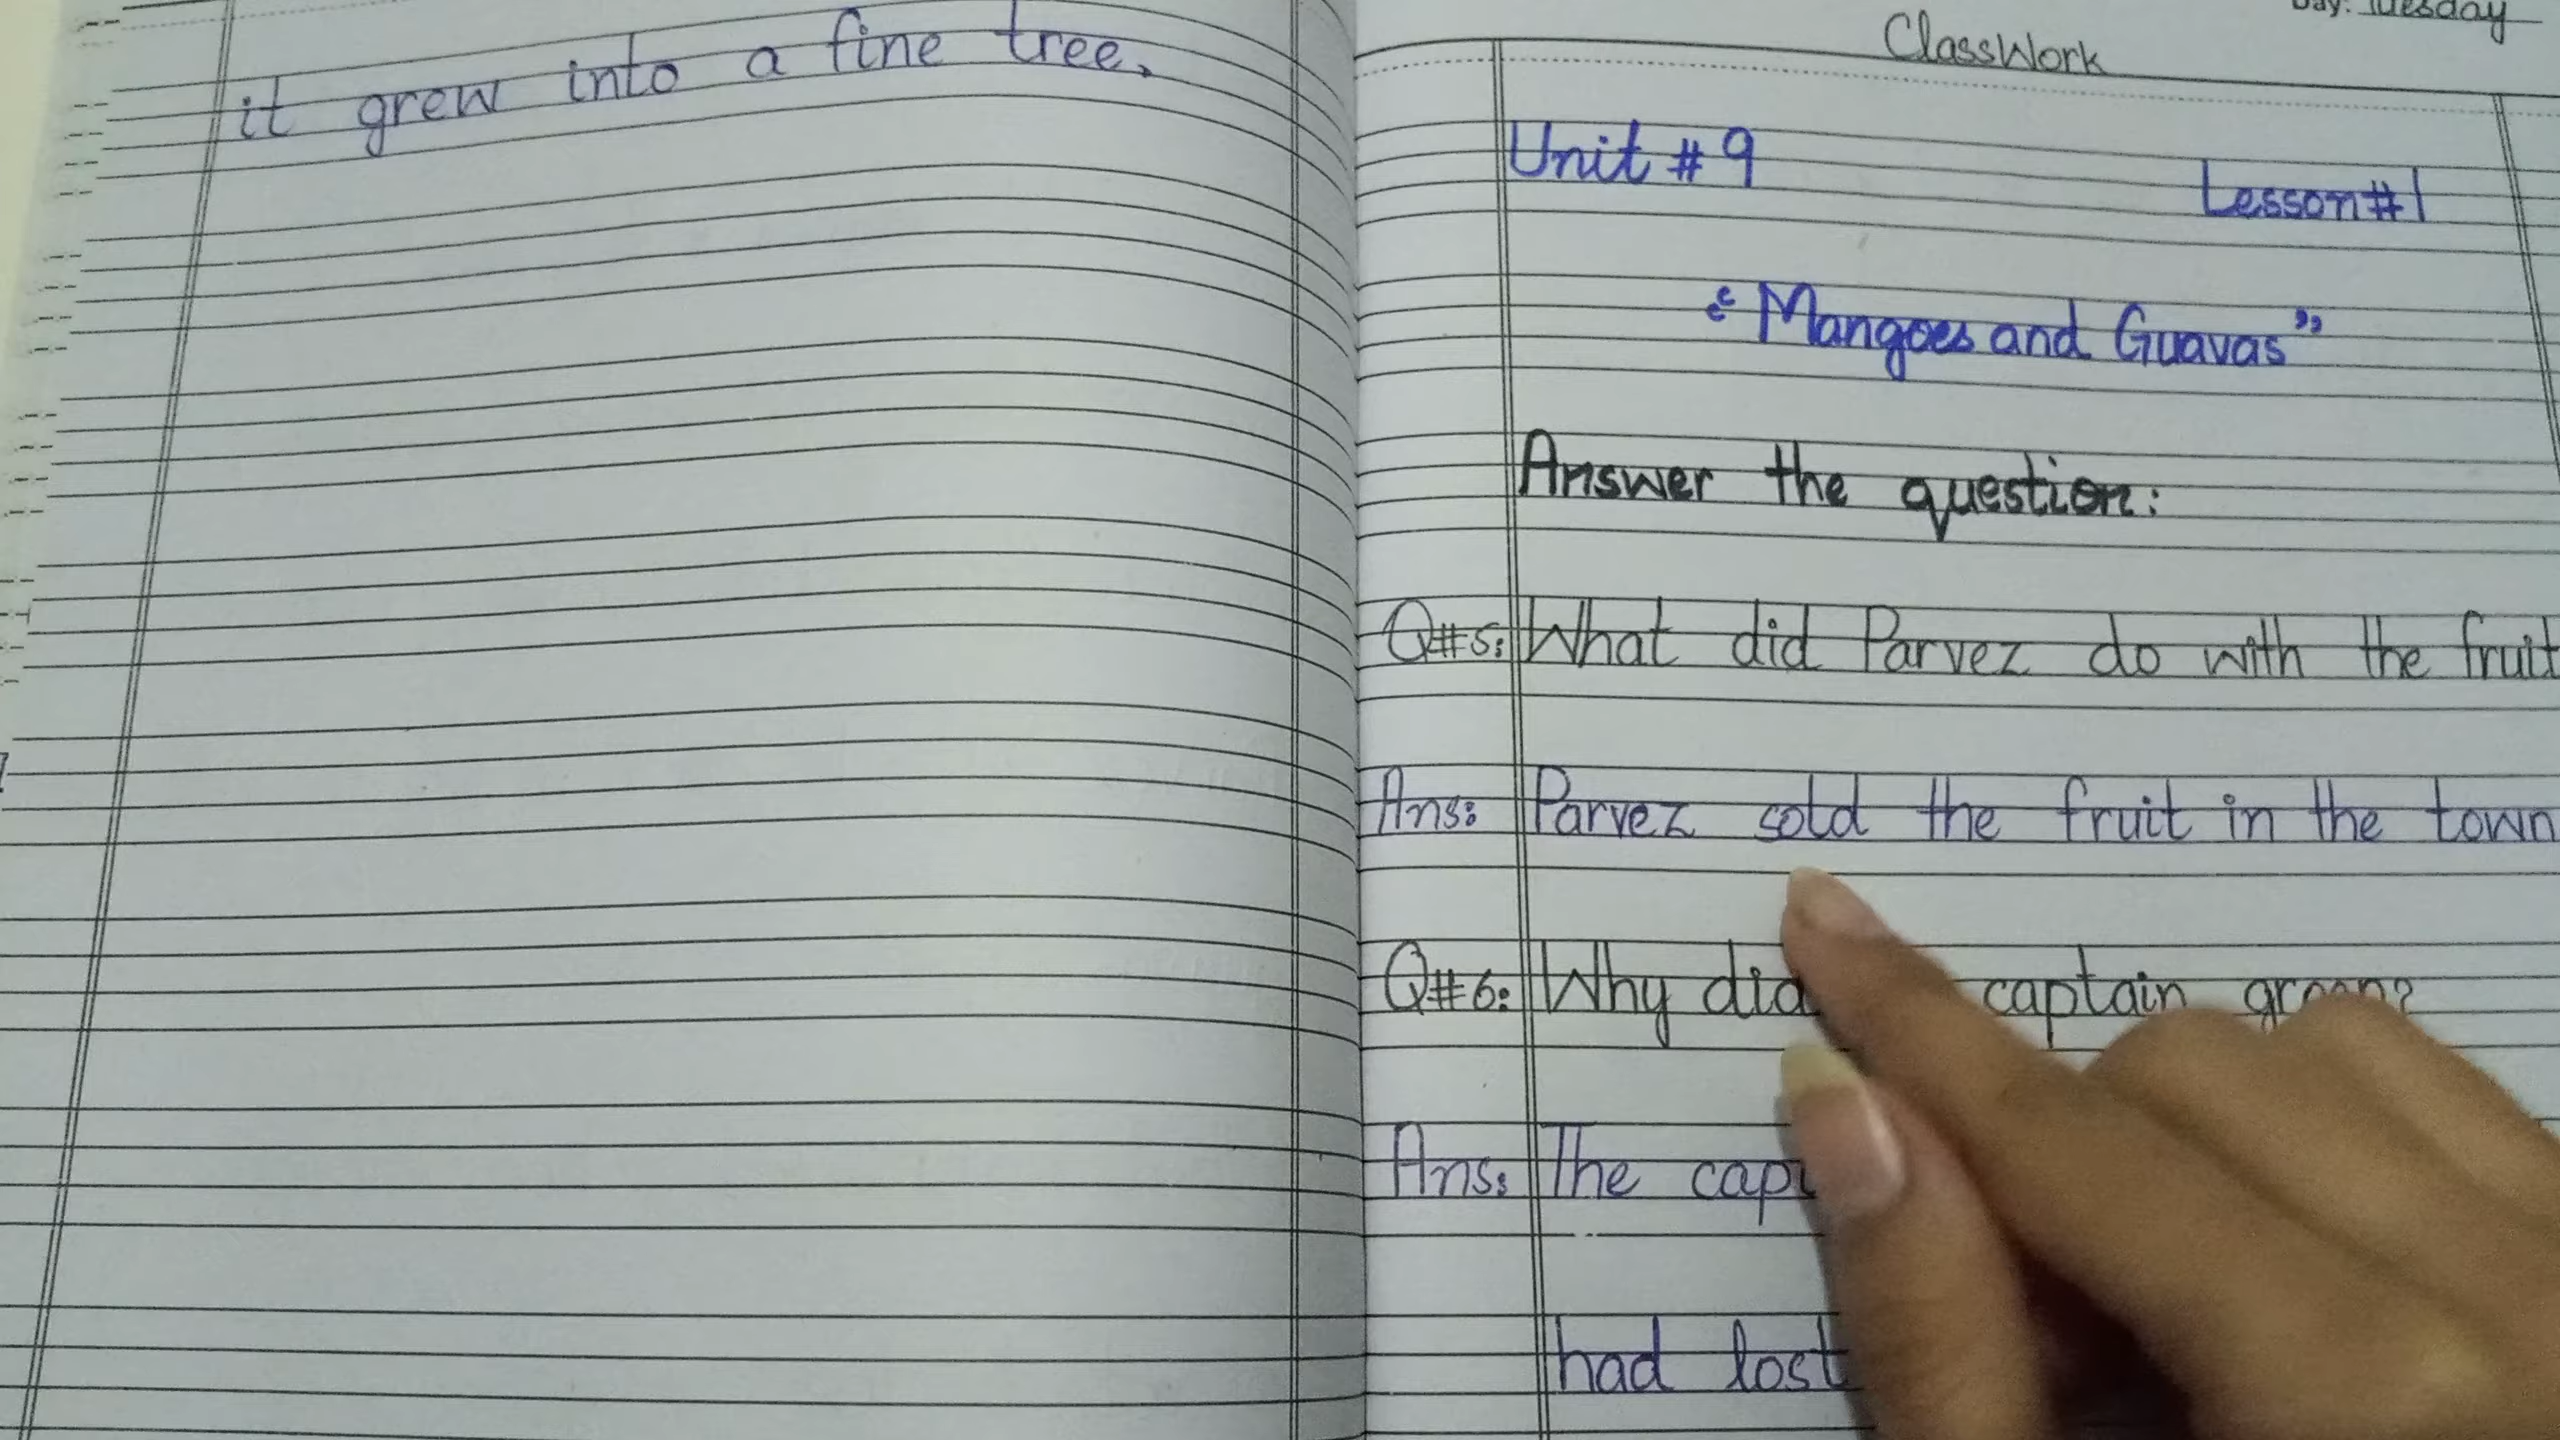 it grew into a fine tree.
Day: Tuesday
ClassWork
Unit # 9
Lesson#1
"Mangoes and Guavas"
Answer the question:
Q#5: What did Parvez do with the fruit
Ans: Parvez sold the fruit in the town
Q#6: Why did captain groan?
Ans: The
had lost